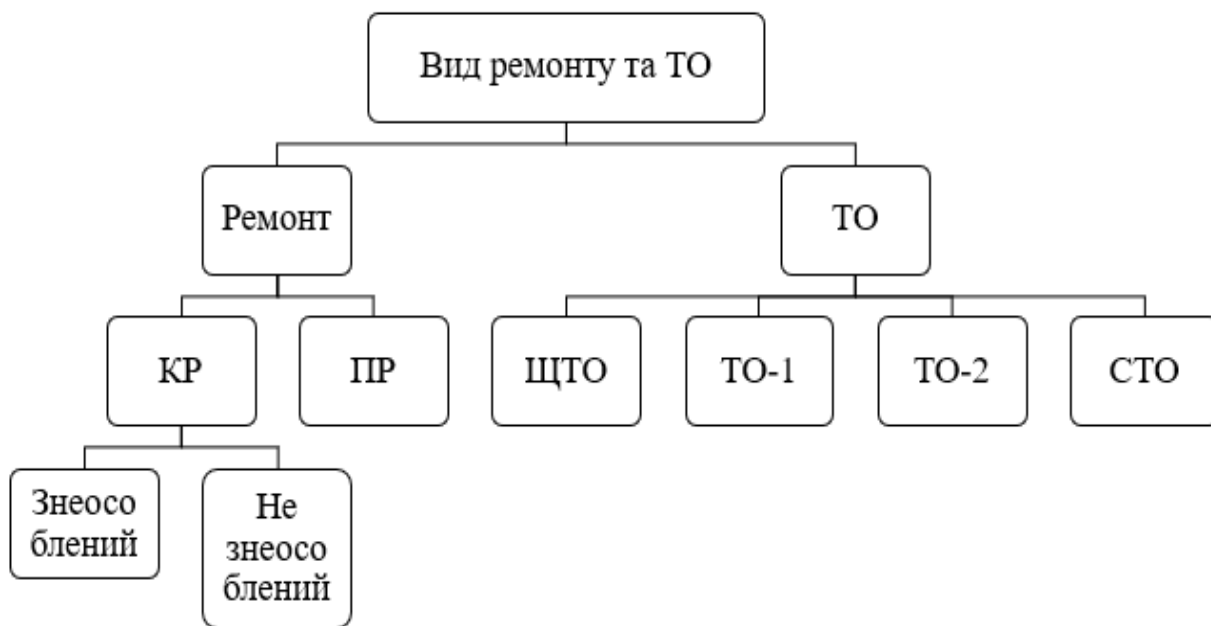 Вид ремонту та ТО
Ремонт
ТО
КР
ПР
ЩТО
ТО-1
ТО-2
СТО
Знеосо
блений
Не
знеосо
блений